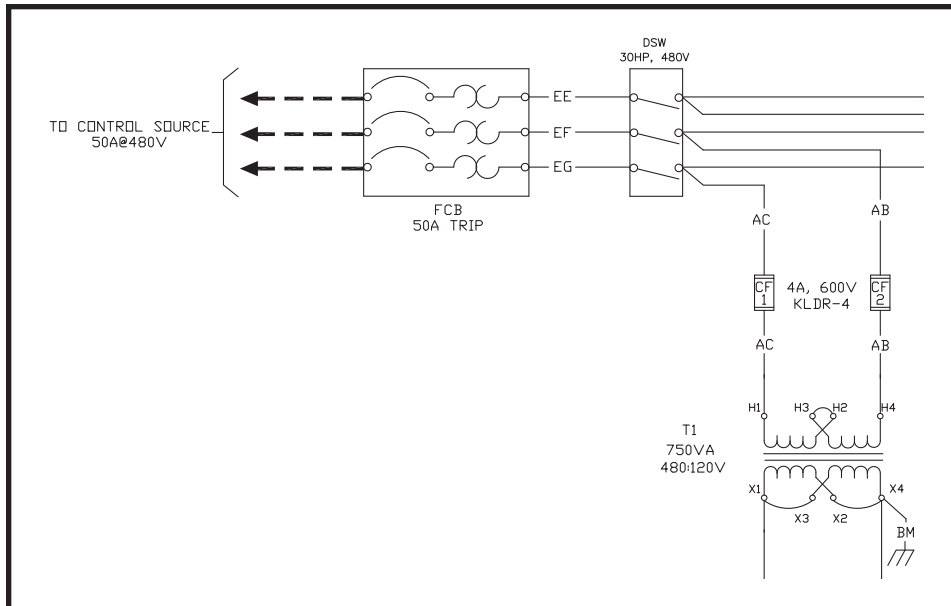 DSW
30HP, 480V
EE
TO CONTROL SOURCE
50A@480V
EF
EG
FCB
50A TRIP
AC
AB
CF
1
4A, 600V
KLDR-4
CF
2
AC
AB
H1
H3
H2
H4
T1
750VA
480:120V
X1
X3
X2
X4
BM